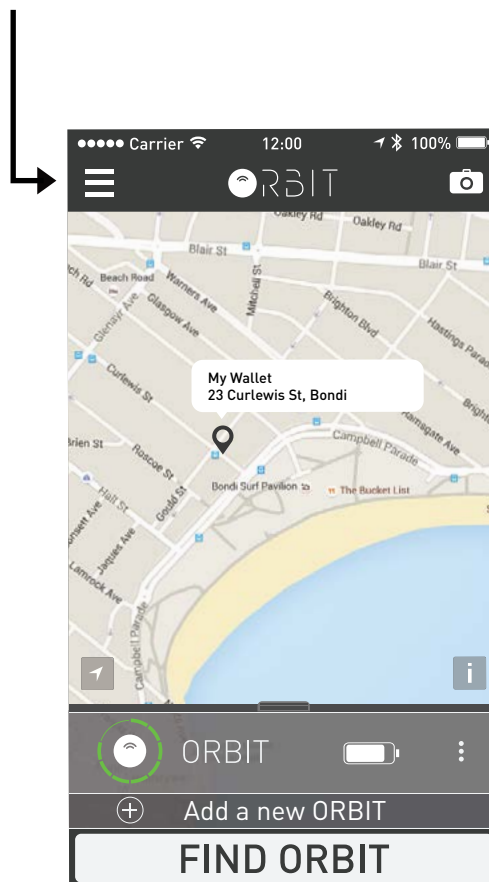 Carrier 12:00 100%
ORBIT
Oakley Rd
Oakley Rd
Blair St
Blair St
Beach Road
Warners Ave
Mitchell St
Glenayr Ave
Glasgow Ave
Brighton Blvd
Hastings Parade
Curlewis St
My Wallet
23 Curlewis St, Bondi
Ramsgate Ave
Campbell Parade
Roscoe St
Gould St
Bondi Surf Pavilion
The Bucket List
Hall St
Jaques Ave
Lamrock Ave
Campbell Parade
i
ORBIT
Add a new ORBIT
FIND ORBIT